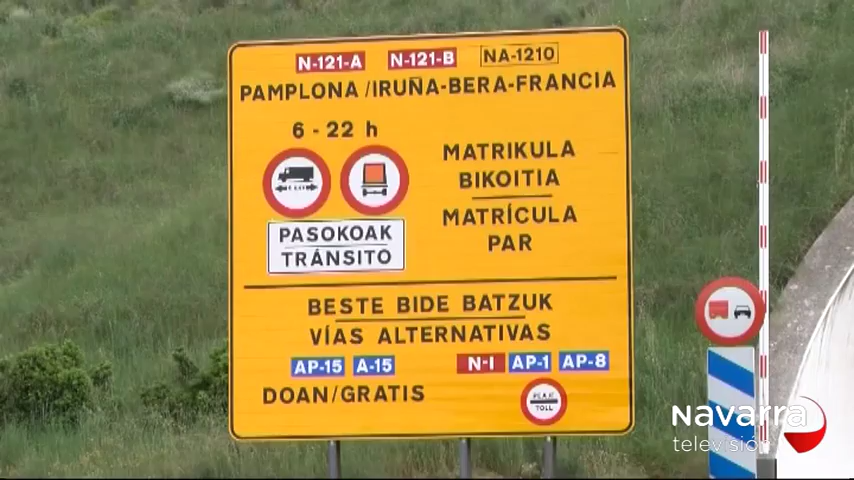 N-121-A N-121-B NA-1210
PAMPLONA/IRUÑA-BERA-FRANCIA
6 - 22 h
MATRIKULA
BIKOITIA
MATRÍCULA
PAR
PASOKOAK
TRÁNSITO
BESTE BIDE BATZUK
VÍAS ALTERNATIVAS
AP-15 A-15
N-I AP-1 AP-8
DOAN/GRATIS
TOLL
Navarra
televisión